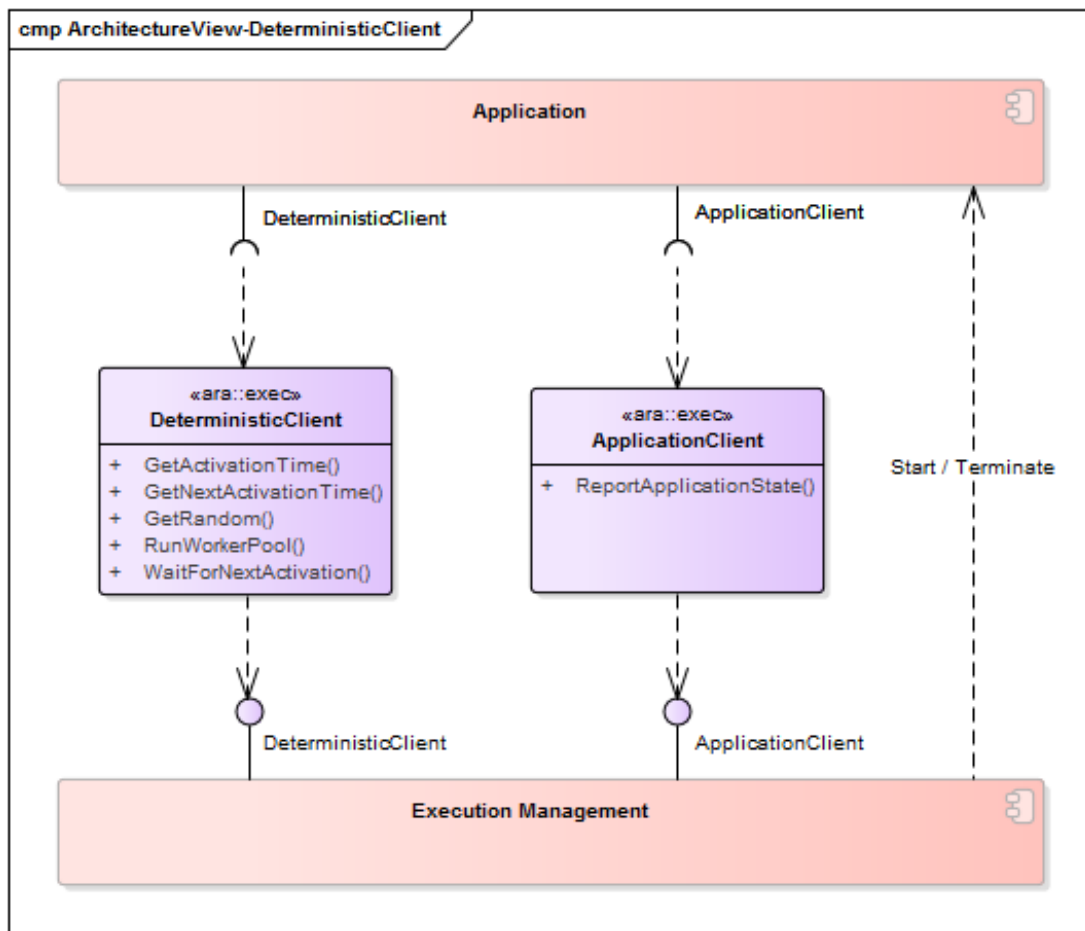 cmp ArchitectureView-DeterministicClient
Application
DeterministicClient
ApplicationClient
«ara::exec»
DeterministicClient
+ GetActivationTime()
+ GetNextActivationTime()
+ GetRandom()
+ RunWorkerPool()
+ WaitForNextActivation()
«ara::exec»
ApplicationClient
+ ReportApplicationState()
Start / Terminate
DeterministicClient
ApplicationClient
Execution Management